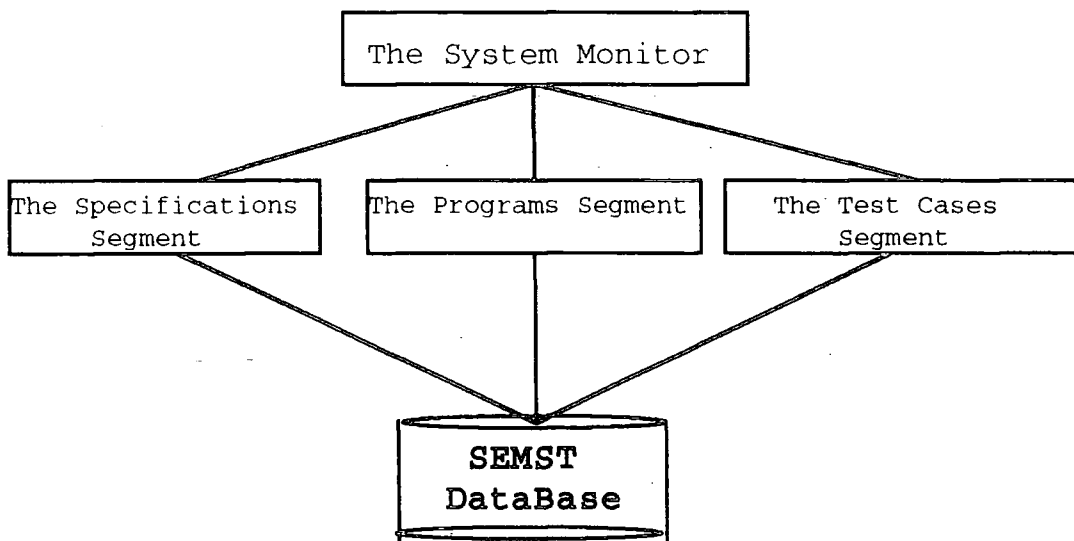 The System Monitor
The Specifications
Segment
The Programs Segment
The Test Cases
Segment
SEMST
DataBase